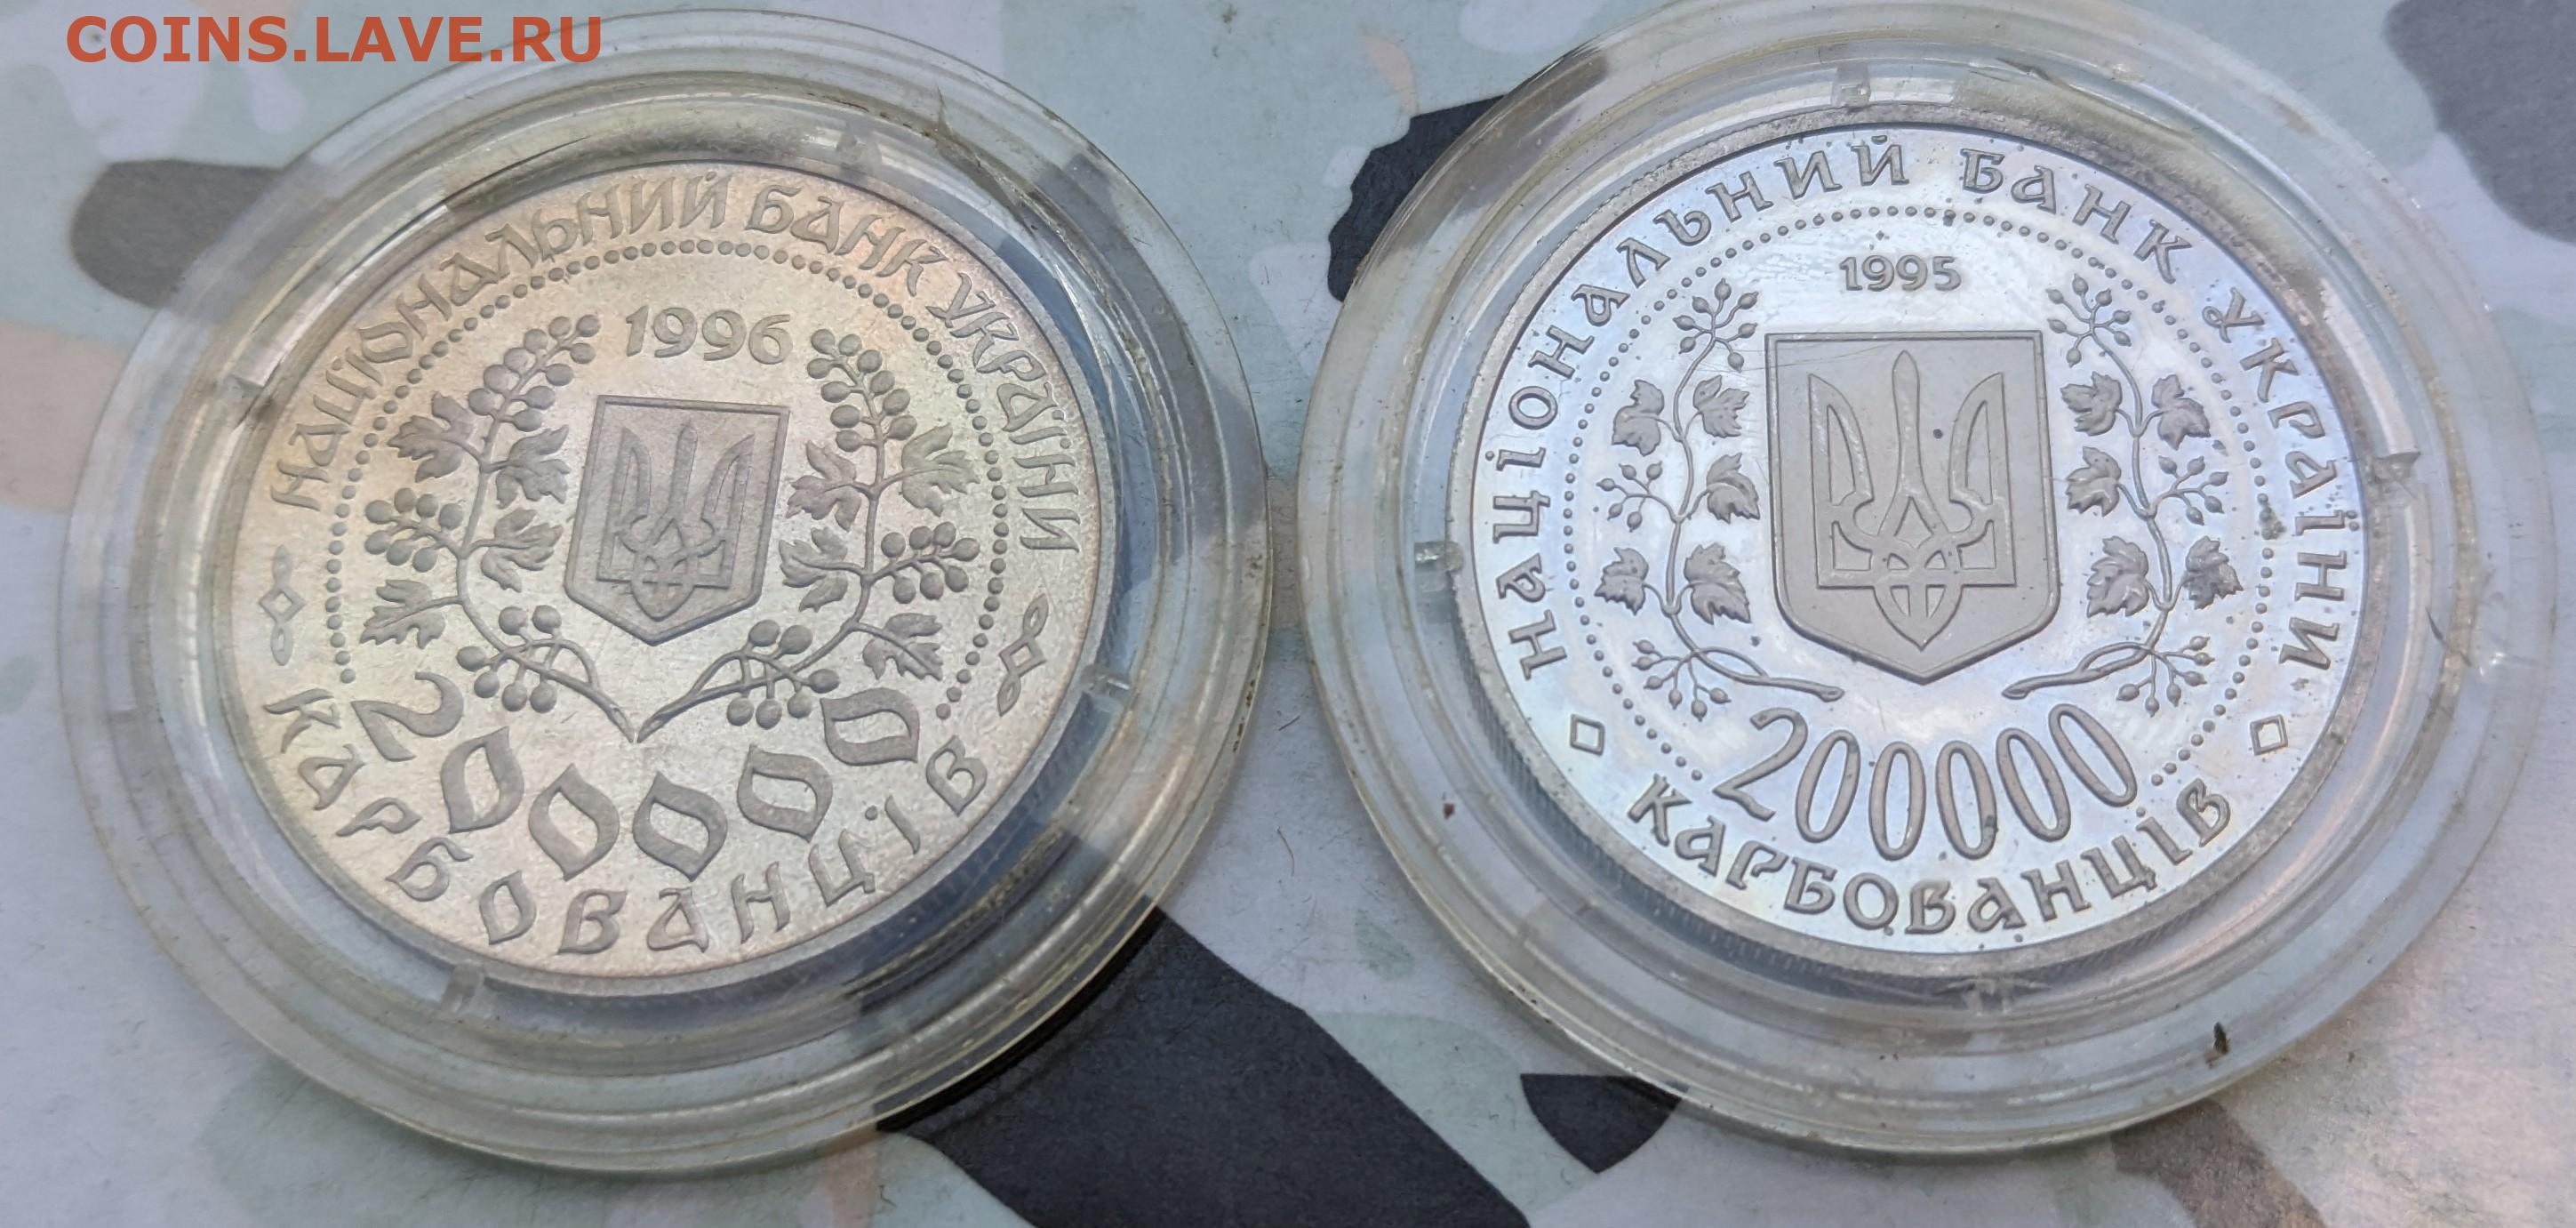 COINS.LAVE.RU
НАЦІОНАЛЬНИЙ БАНК УКРАЇНИ
1996
200000
КАРБОВАНЦІВ
НАЦІОНАЛЬНИЙ БАНК УКРАЇНИ
1995
200000
КАРБОВАНЦІВ